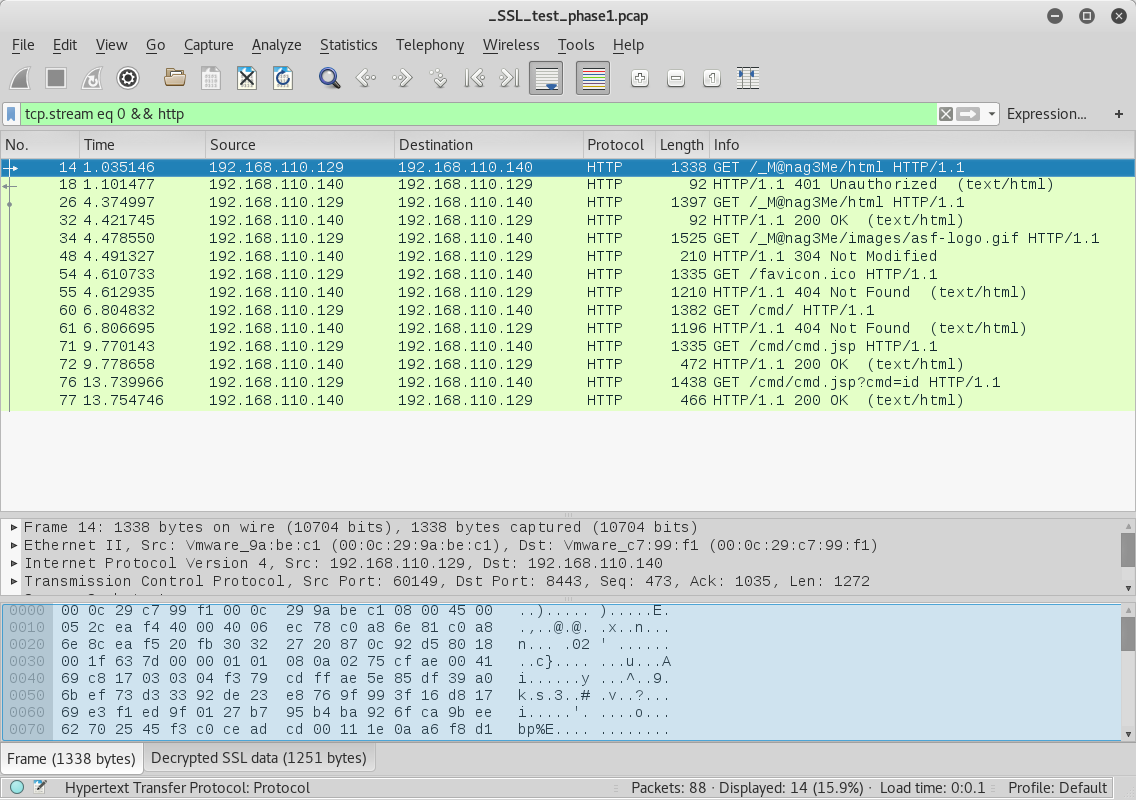 _SSL_test_phase1.pcap
File Edit View Go Capture Analyze Statistics Telephony Wireless Tools Help
tcp.stream eq 0 && http Expression... +
No. Time Source Destination Protocol Length Info
14 1.035146 192.168.110.129 192.168.110.140 HTTP 1338 GET /_M@nag3Me/html HTTP/1.1
18 1.101477 192.168.110.140 192.168.110.129 HTTP 92 HTTP/1.1 401 Unauthorized (text/html)
26 4.374997 192.168.110.129 192.168.110.140 HTTP 1397 GET /_M@nag3Me/html HTTP/1.1
32 4.421745 192.168.110.140 192.168.110.129 HTTP 92 HTTP/1.1 200 OK (text/html)
34 4.478550 192.168.110.129 192.168.110.140 HTTP 1525 GET /_M@nag3Me/images/asf-logo.gif HTTP/1.1
48 4.491327 192.168.110.140 192.168.110.129 HTTP 210 HTTP/1.1 304 Not Modified
54 4.610733 192.168.110.129 192.168.110.140 HTTP 1335 GET /favicon.ico HTTP/1.1
55 4.612935 192.168.110.140 192.168.110.129 HTTP 1210 HTTP/1.1 404 Not Found (text/html)
60 6.804832 192.168.110.129 192.168.110.140 HTTP 1382 GET /cmd/ HTTP/1.1
61 6.806695 192.168.110.140 192.168.110.129 HTTP 1196 HTTP/1.1 404 Not Found (text/html)
71 9.770143 192.168.110.129 192.168.110.140 HTTP 1335 GET /cmd/cmd.jsp HTTP/1.1
72 9.778658 192.168.110.140 192.168.110.129 HTTP 472 HTTP/1.1 200 OK (text/html)
76 13.739966 192.168.110.129 192.168.110.140 HTTP 1438 GET /cmd/cmd.jsp?cmd=id HTTP/1.1
77 13.754746 192.168.110.140 192.168.110.129 HTTP 466 HTTP/1.1 200 OK (text/html)
Frame 14: 1338 bytes on wire (10704 bits), 1338 bytes captured (10704 bits)
Ethernet II, Src: Vmware_9a:be:c1 (00:0c:29:9a:be:c1), Dst: Vmware_c7:99:f1 (00:0c:29:c7:99:f1)
Internet Protocol Version 4, Src: 192.168.110.129, Dst: 192.168.110.140
Transmission Control Protocol, Src Port: 60149, Dst Port: 8443, Seq: 473, Ack: 1035, Len: 1272
0000 00 0c 29 c7 99 f1 00 0c 29 9a be c1 08 00 45 00 ..)..... ).....E.
0010 05 2c ea f4 40 00 40 06 ec 78 c0 a8 6e 81 c0 a8 .,..@.@. .x..n...
0020 6e 8c ea f5 20 fb 30 32 27 20 87 0c 92 d5 80 18 n... .02 ' ......
0030 00 1f 63 7d 00 00 01 01 08 0a 02 75 cf ae 00 41 ..c}.... ...u...A
0040 69 c8 17 03 03 04 f3 79 cd ff ae 5e 85 df 39 a0 i......y ...^..9.
0050 6b ef 73 d3 33 92 de 23 e8 76 9f 99 3f 16 d8 17 k.s.3..# .v..?...
0060 69 e3 f1 ed 9f 01 27 b7 95 b4 ba 92 6f ca 9b ee i.....'. ....o...
0070 62 70 25 45 f3 c0 ce ad cd 00 11 1e 0a a6 f8 d1 bp%E.... ........
Frame (1338 bytes) Decrypted SSL data (1251 bytes)
Hypertext Transfer Protocol: Protocol Packets: 88 · Displayed: 14 (15.9%) · Load time: 0:0.1 Profile: Default